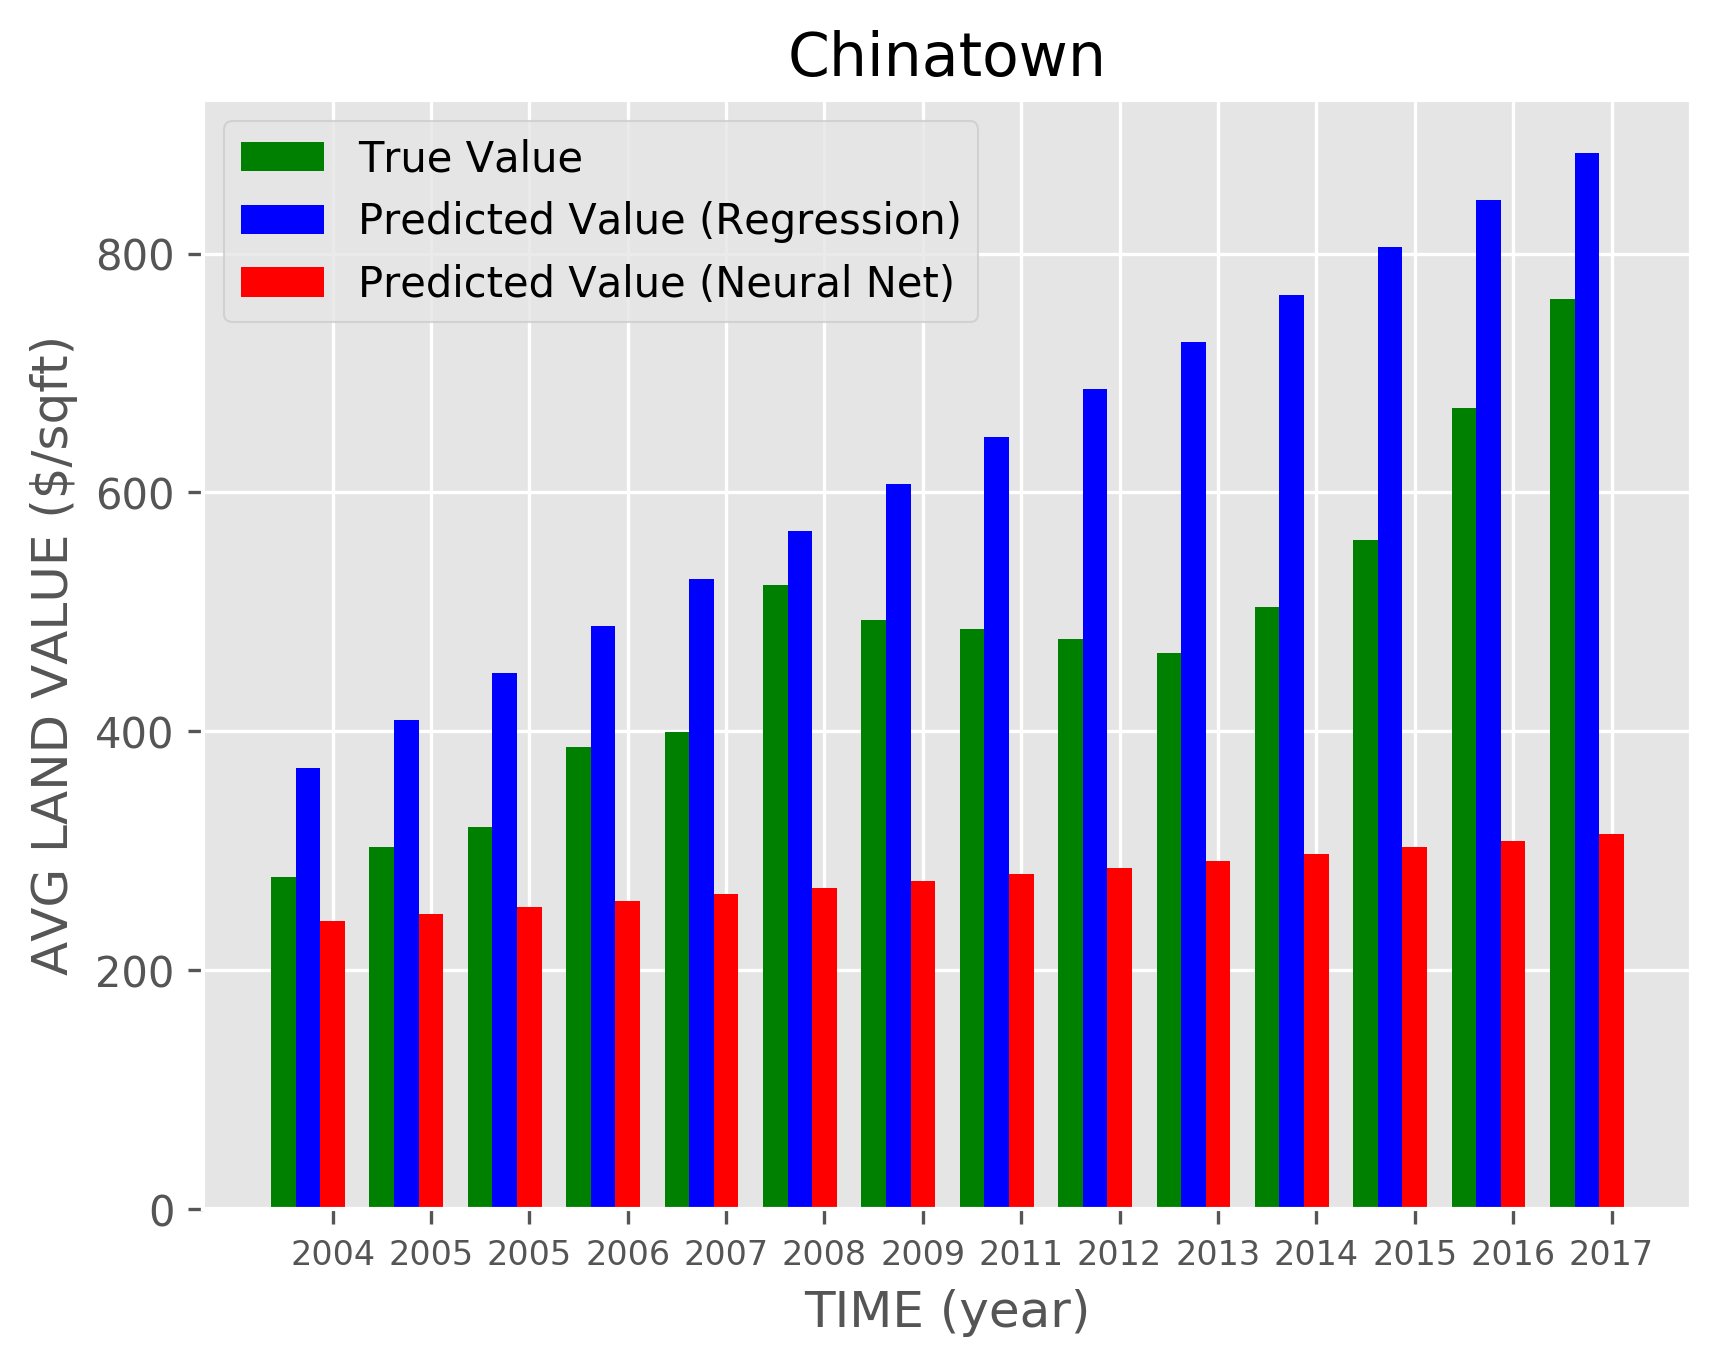 Chinatown
True Value
Predicted Value (Regression)
Predicted Value (Neural Net)
AVG LAND VALUE ($/sqft)
800
600
400
200
0
2004 2005 2005 2006 2007 2008 2009 2011 2012 2013 2014 2015 2016 2017
TIME (year)